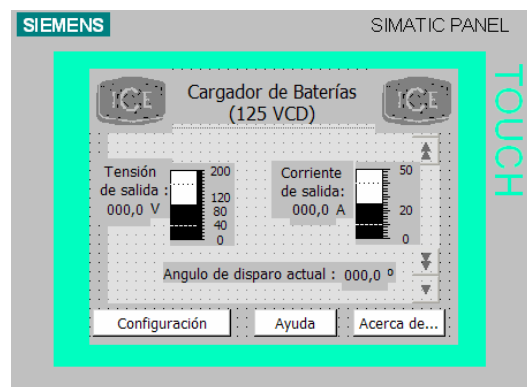 SIEMENS
SIMATIC PANEL
TOUCH
ICE
Cargador de Baterías
(125 VCD)
ICE
Tensión
de salida :
000,0 V
200
120
80
40
0
Corriente
de salida:
000,0 A
50
20
0
Angulo de disparo actual : 000,0 º
Configuración
Ayuda
Acerca de...